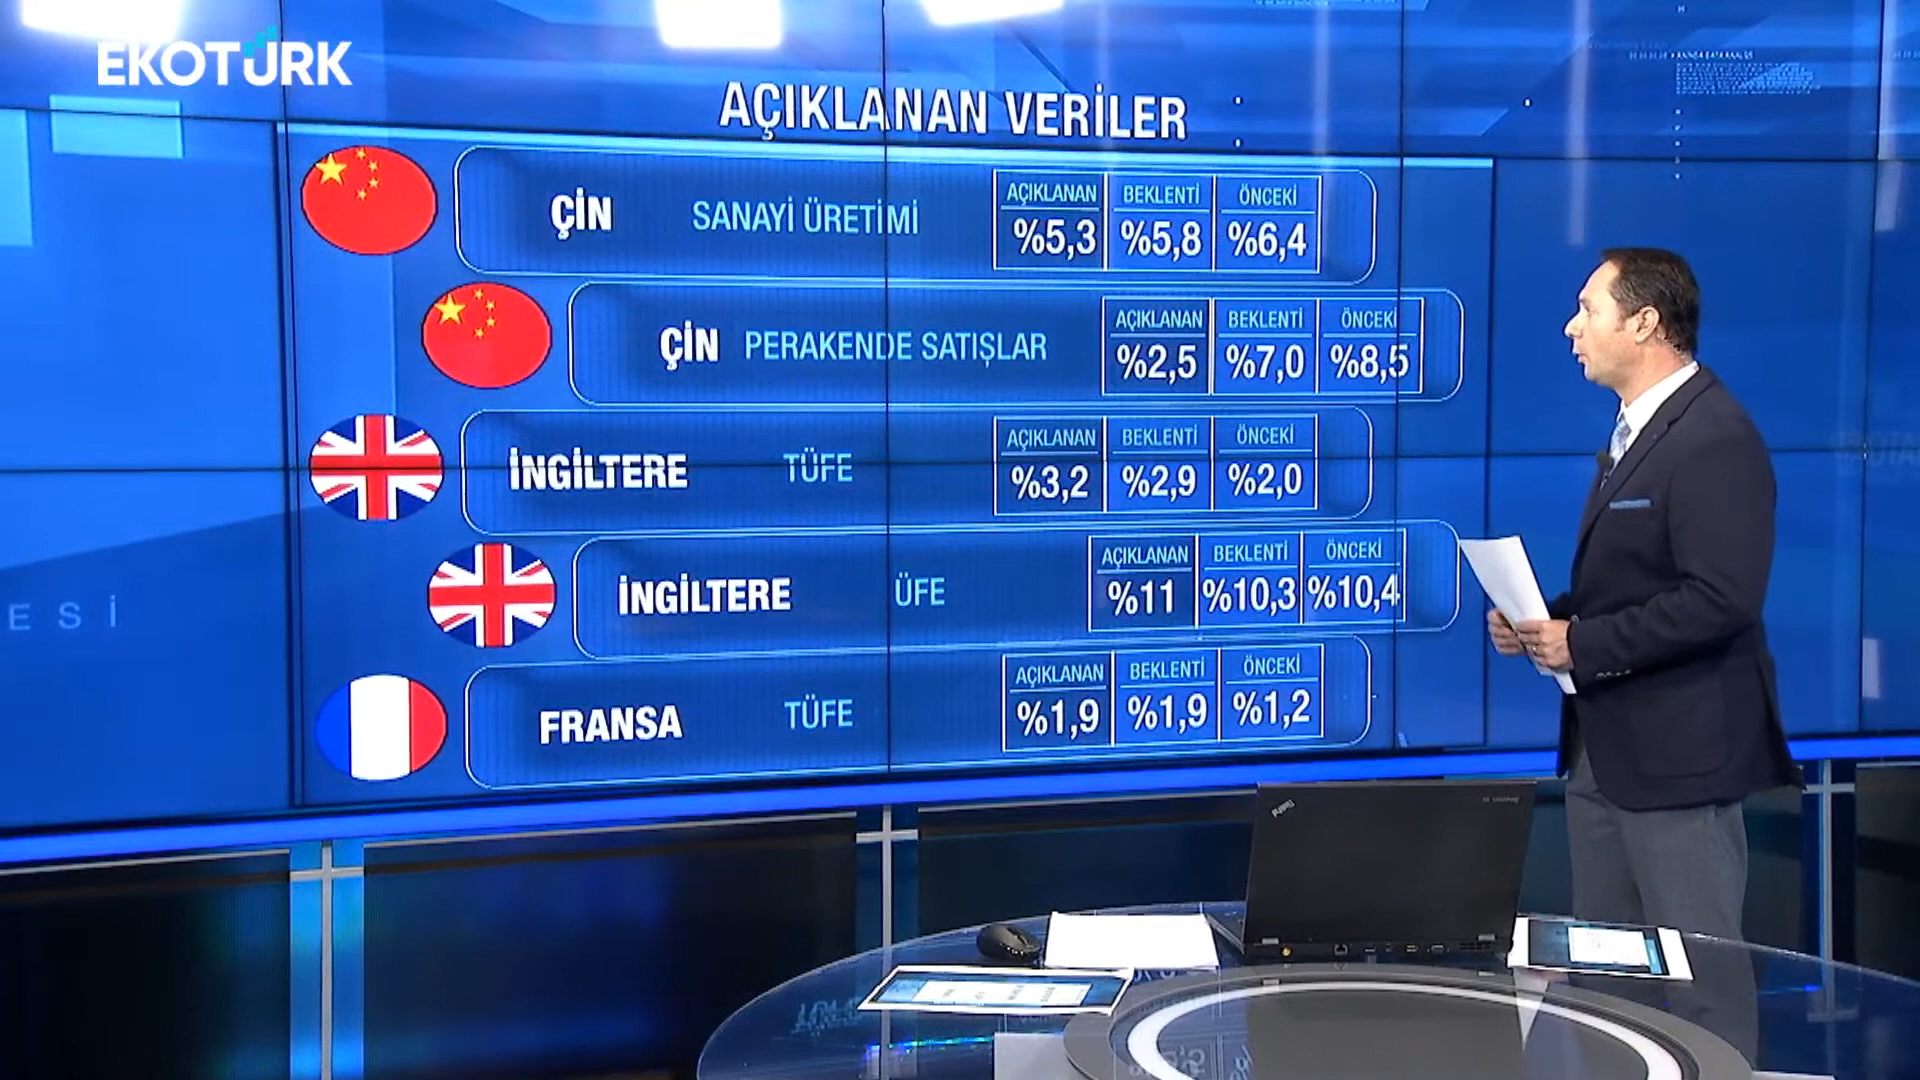 EKOTÜRK
AÇIKLANAN VERİLER
ÇİN SANAYİ ÜRETİMİ
AÇIKLANAN BEKLENTİ ÖNCEKİ
%5,3 %5,8 %6,4
ÇİN PERAKENDE SATIŞLAR
AÇIKLANAN BEKLENTİ ÖNCEKİ
%2,5 %7,0 %8,5
İNGİLTERE TÜFE
AÇIKLANAN BEKLENTİ ÖNCEKİ
%3,2 %2,9 %2,0
İNGİLTERE ÜFE
AÇIKLANAN BEKLENTİ ÖNCEKİ
%11 %10,3 %10,4
FRANSA TÜFE
AÇIKLANAN BEKLENTİ ÖNCEKİ
%1,9 %1,9 %1,2
ESİ
ThinkPad